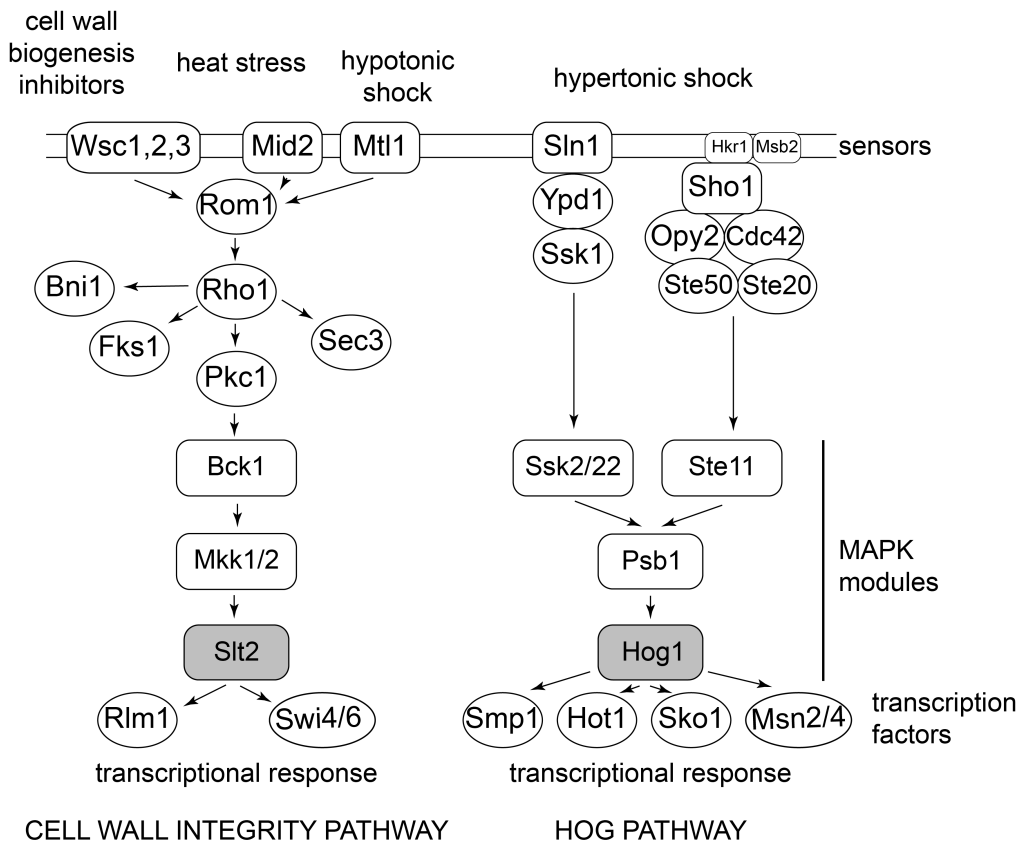 cell wall
biogenesis
inhibitors
heat stress
hypotonic
shock
hypertonic shock
Wsc1,2,3
Mid2
Mtl1
Sln1
Hkr1
Msb2
sensors
Rom1
Ypd1
Sho1
Ssk1
Opy2
Cdc42
Bni1
Rho1
Ste50
Ste20
Fks1
Sec3
Pkc1
Bck1
Ssk2/22
Ste11
Mkk1/2
Psb1
MAPK
modules
Slt2
Hog1
Rlm1
Swi4/6
Smp1
Hot1
Sko1
Msn2/4
transcription
factors
transcriptional response
transcriptional response
CELL WALL INTEGRITY PATHWAY
HOG PATHWAY